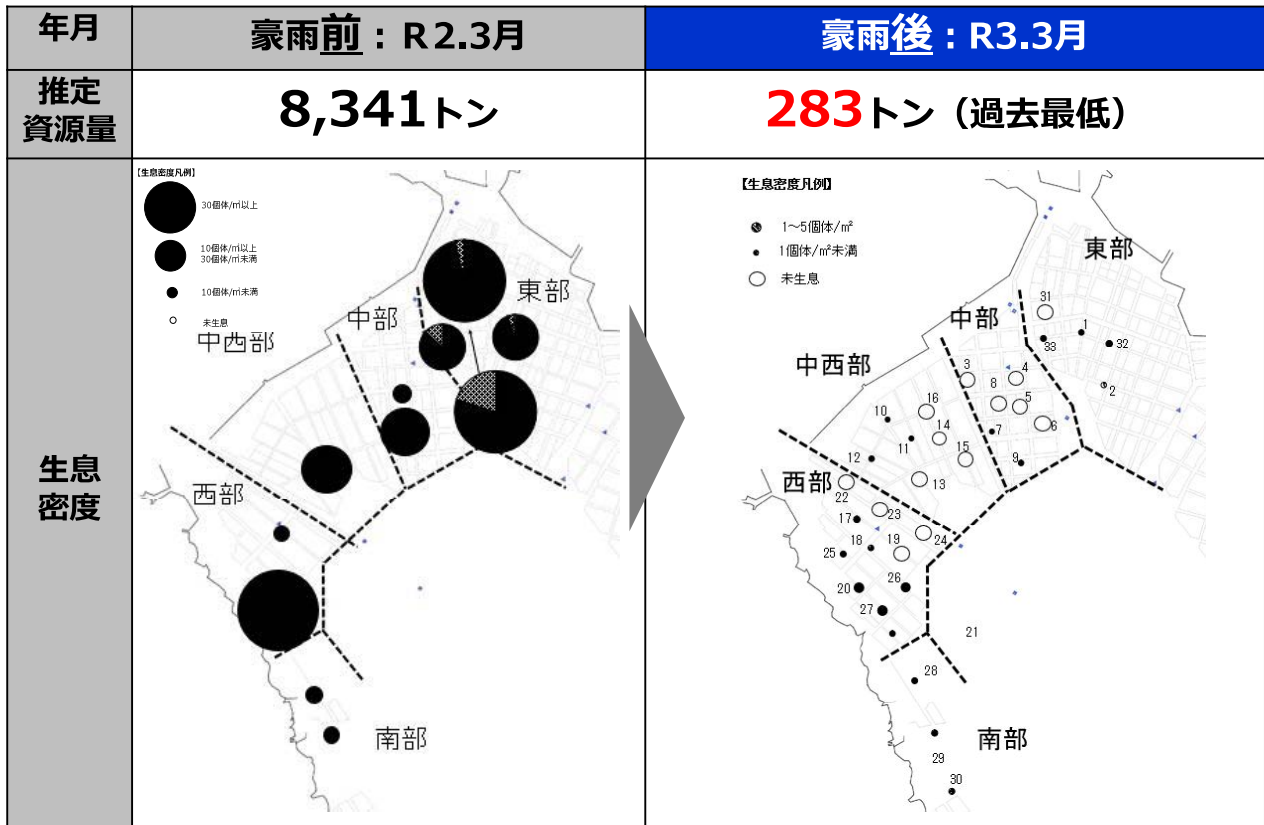 年月
豪雨前：R2.3月
豪雨後：R3.3月
推定
資源量
8,341トン
283トン（過去最低）
生息
密度
【生息密度凡例】
30個体/㎡以上
10個体/㎡以上
30個体/㎡未満
10個体/㎡未満
未生息
東部
中部
中西部
西部
南部
【生息密度凡例】
1～5個体/m²
1個体/m²未満
未生息
東部
31
中部
1
33
32
中西部
3
4
2
8
5
16
10
6
14
7
11
15
9
12
西部
13
22
23
17
24
18
19
25
26
20
27
21
28
南部
29
30